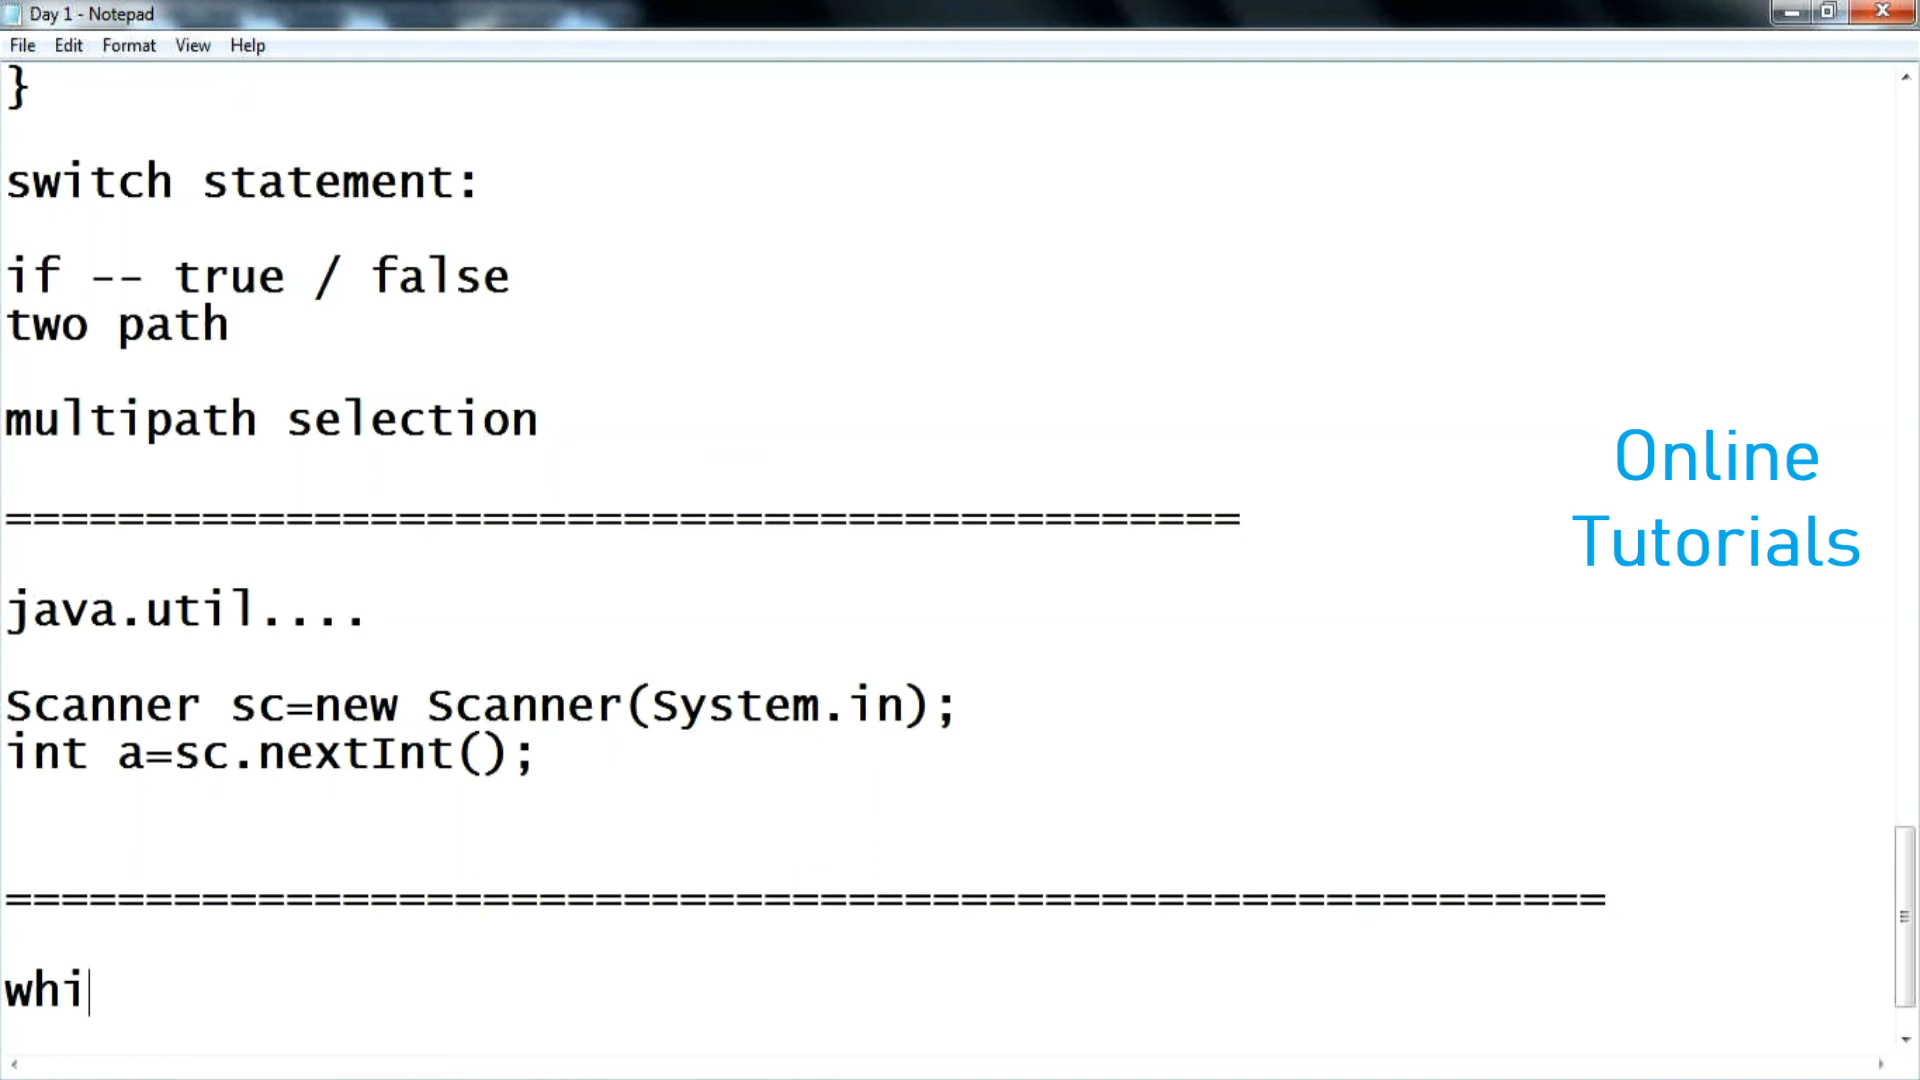 Day 1 - Notepad
File Edit Format View Help
}
switch statement:
if -- true / false
two path
multipath selection
============================================
java.util....
Scanner sc=new Scanner(System.in);
int a=sc.nextInt();
=========================================================
whi
Online
Tutorials